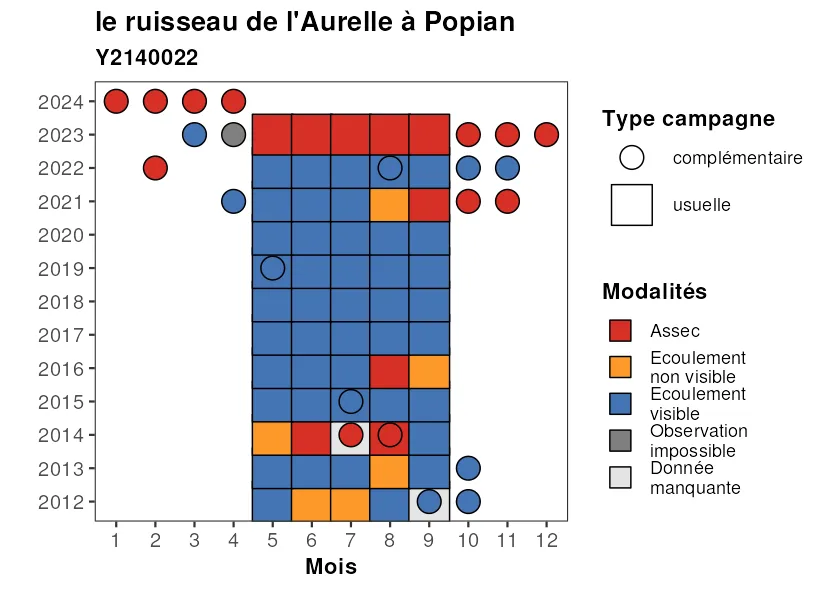 le ruisseau de l'Aurelle à Popian
Y2140022
2024
2023
2022
2021
2020
2019
2018
2017
2016
2015
2014
2013
2012
1 2 3 4 5 6 7 8 9 10 11 12
Mois
Type campagne
complémentaire
usuelle
Modalités
Assec
Ecoulement
non visible
Ecoulement
visible
Observation
impossible
Donnée
manquante